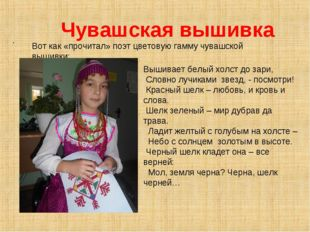 Чувашская вышивка
Вот как «прочитал» поэт цветовую гамму чувашской
вышивки:
Вышивает белый холст до зари,
Словно лучиками звезд. - посмотри!
Красный шелк – любовь, и кровь и
слова.
Шелк зеленый – мир дубрав да
трава.
Ладит желтый с голубым на холсте –
Небо с солнцем золотым в высоте.
Черный шелк кладет она – все
верней:
Мол, земля черна? Черна, шелк
черней…